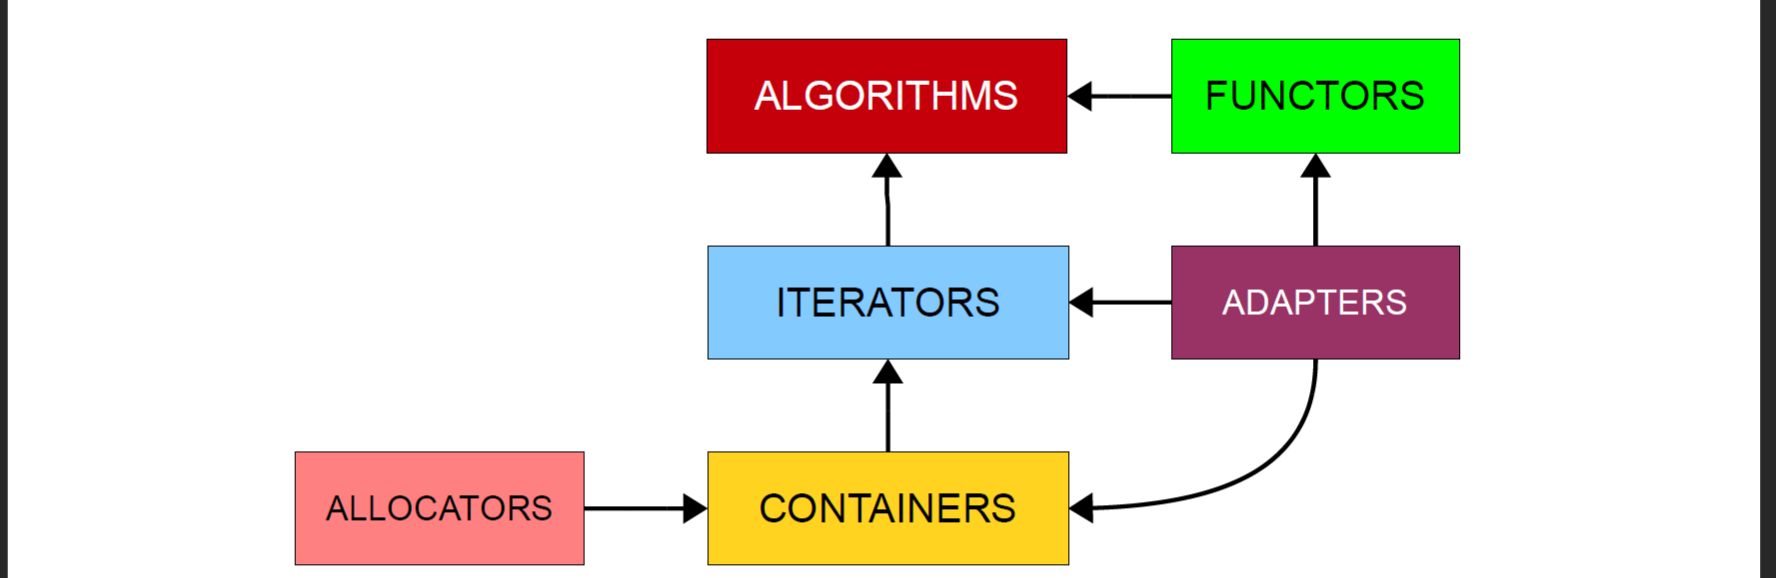 ALGORITHMS
FUNCTORS
ITERATORS
ADAPTERS
ALLOCATORS
CONTAINERS